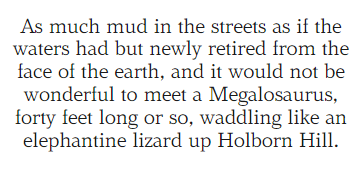 As much mud in the streets as if the
waters had but newly retired from the
face of the earth, and it would not be
wonderful to meet a Megalosaurus,
forty feet long or so, waddling like an
elephantine lizard up Holborn Hill.